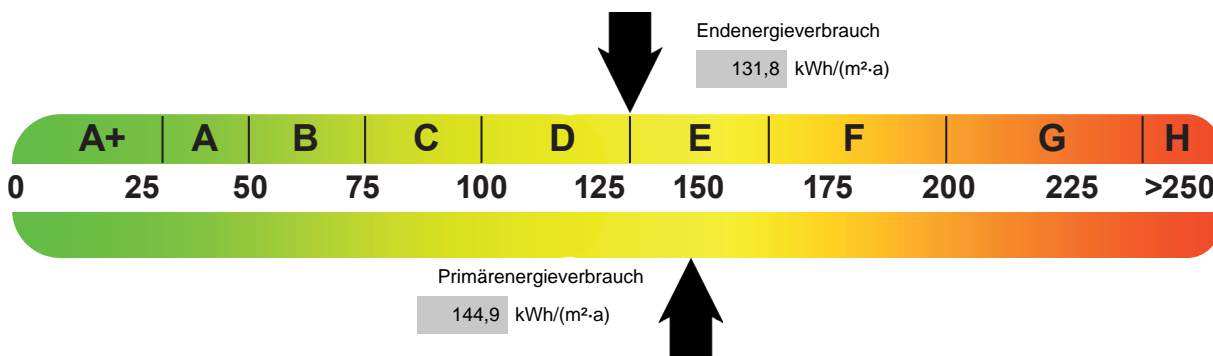 Endenergieverbrauch
131,8 kWh/(m²·a)
A+ A B C D E F G H
0 25 50 75 100 125 150 175 200 225 >250
Primärenergieverbrauch
144,9 kWh/(m²·a)